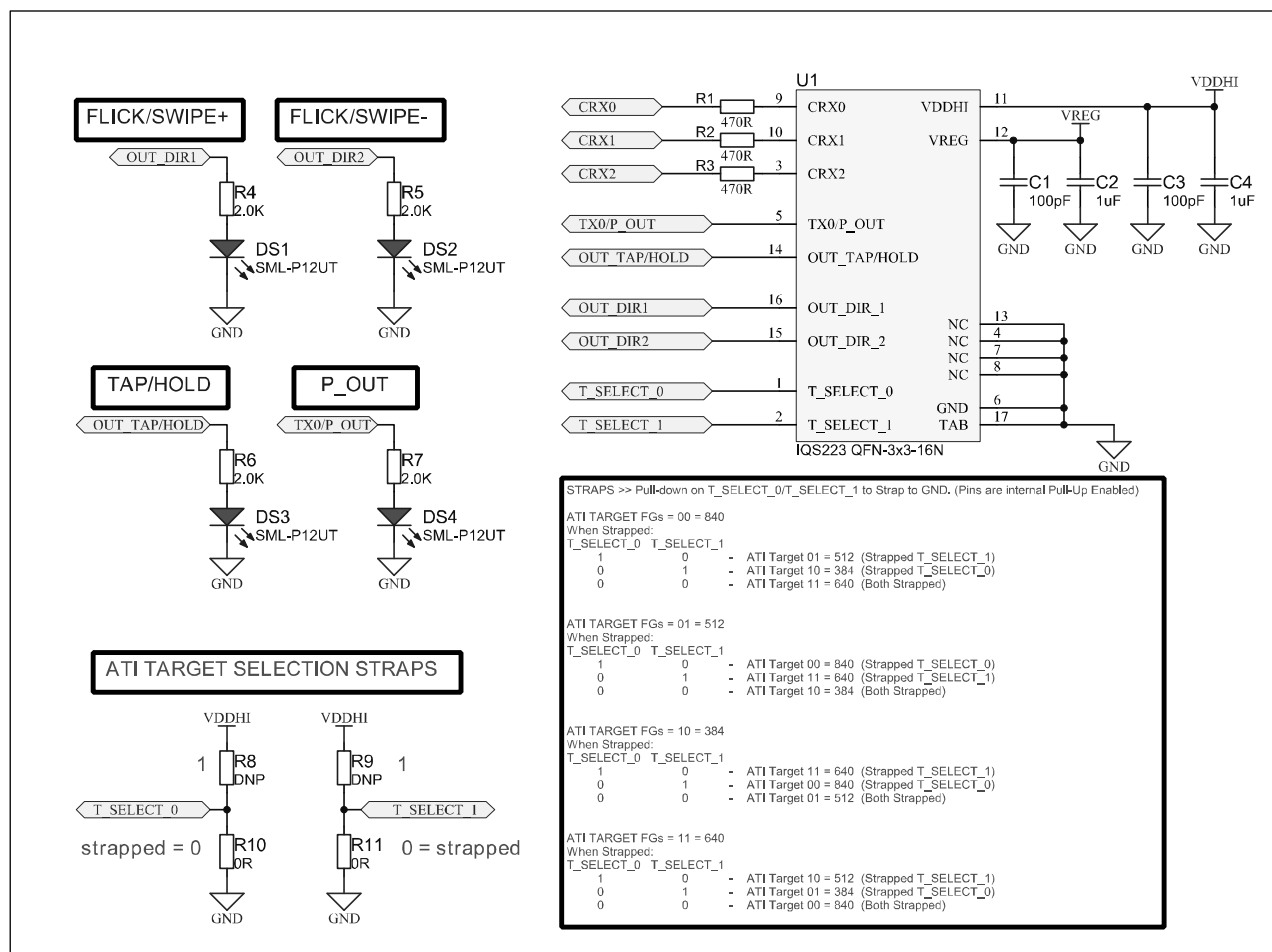 FLICK/SWIPE+
OUT_DIR1
R4
2.0K
DS1
SML-P12UT
GND
FLICK/SWIPE-
OUT_DIR2
R5
2.0K
DS2
SML-P12UT
GND
TAP/HOLD
OUT_TAP/HOLD
R6
2.0K
DS3
SML-P12UT
GND
P_OUT
TX0/P_OUT
R7
2.0K
DS4
SML-P12UT
GND
ATI TARGET SELECTION STRAPS
VDDHI
1 R8
DNP
T_SELECT_0
strapped = 0
R10
0R
GND
VDDHI
R9 1
DNP
T_SELECT_1
R11
0R
0 = strapped
GND
U1
CRX0 R1 470R 9 CRX0
CRX1 R2 470R 10 CRX1
CRX2 R3 470R 3 CRX2
TX0/P_OUT 5 TX0/P_OUT
OUT_TAP/HOLD 14 OUT_TAP/HOLD
OUT_DIR1 16 OUT_DIR_1
OUT_DIR2 15 OUT_DIR_2
T_SELECT_0 1 T_SELECT_0
T_SELECT_1 2 T_SELECT_1
VDDHI 11 VDDHI
VREG 12 VREG
C1
100pF
GND
C2
1uF
GND
C3
100pF
GND
C4
1uF
GND
NC 13
NC 4
NC 7
NC 8
GND 6
TAB 17
GND
IQS223 QFN-3x3-16N
STRAPS >> Pull-down on T_SELECT_0/T_SELECT_1 to Strap to GND. (Pins are internal Pull-Up Enabled)
ATI TARGET FGs = 00 = 840
When Strapped:
T_SELECT_0 T_SELECT_1
1 0 - ATI Target 01 = 512 (Strapped T_SELECT_1)
0 1 - ATI Target 10 = 384 (Strapped T_SELECT_0)
0 0 - ATI Target 11 = 640 (Both Strapped)
ATI TARGET FGs = 01 = 512
When Strapped:
T_SELECT_0 T_SELECT_1
1 0 - ATI Target 00 = 840 (Strapped T_SELECT_0)
0 1 - ATI Target 11 = 640 (Strapped T_SELECT_1)
0 0 - ATI Target 10 = 384 (Both Strapped)
ATI TARGET FGs = 10 = 384
When Strapped:
T_SELECT_0 T_SELECT_1
1 0 - ATI Target 11 = 640 (Strapped T_SELECT_1)
0 1 - ATI Target 00 = 840 (Strapped T_SELECT_0)
0 0 - ATI Target 01 = 512 (Both Strapped)
ATI TARGET FGs = 11 = 640
When Strapped:
T_SELECT_0 T_SELECT_1
1 0 - ATI Target 10 = 512 (Strapped T_SELECT_1)
0 1 - ATI Target 01 = 384 (Strapped T_SELECT_0)
0 0 - ATI Target 00 = 840 (Both Strapped)